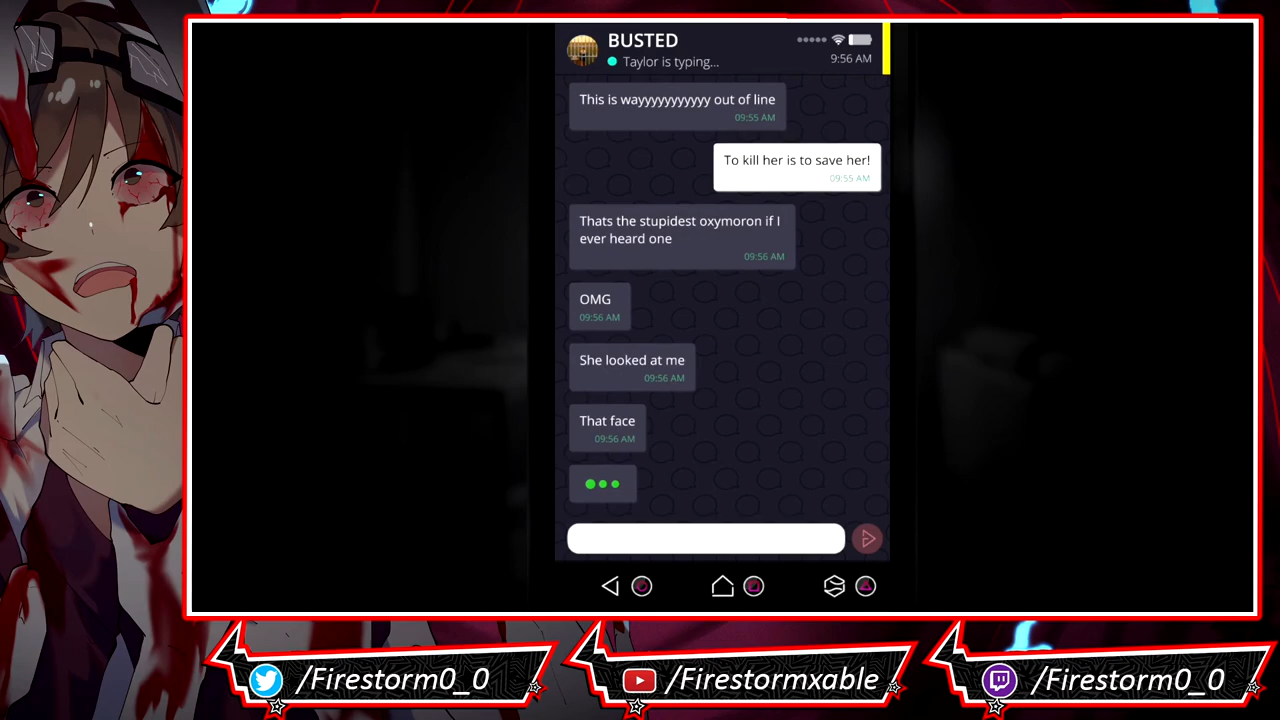 BUSTED
Taylor is typing...
9:56 AM
This is wayyyyyyyyyyy out of line
09:55 AM
To kill her is to save her!
09:55 AM
Thats the stupidest oxymoron if I
ever heard one
09:56 AM
OMG
09:56 AM
She looked at me
09:56 AM
That face
09:56 AM
/Firestorm0_0
/Firestormxable
/Firestorm0_0